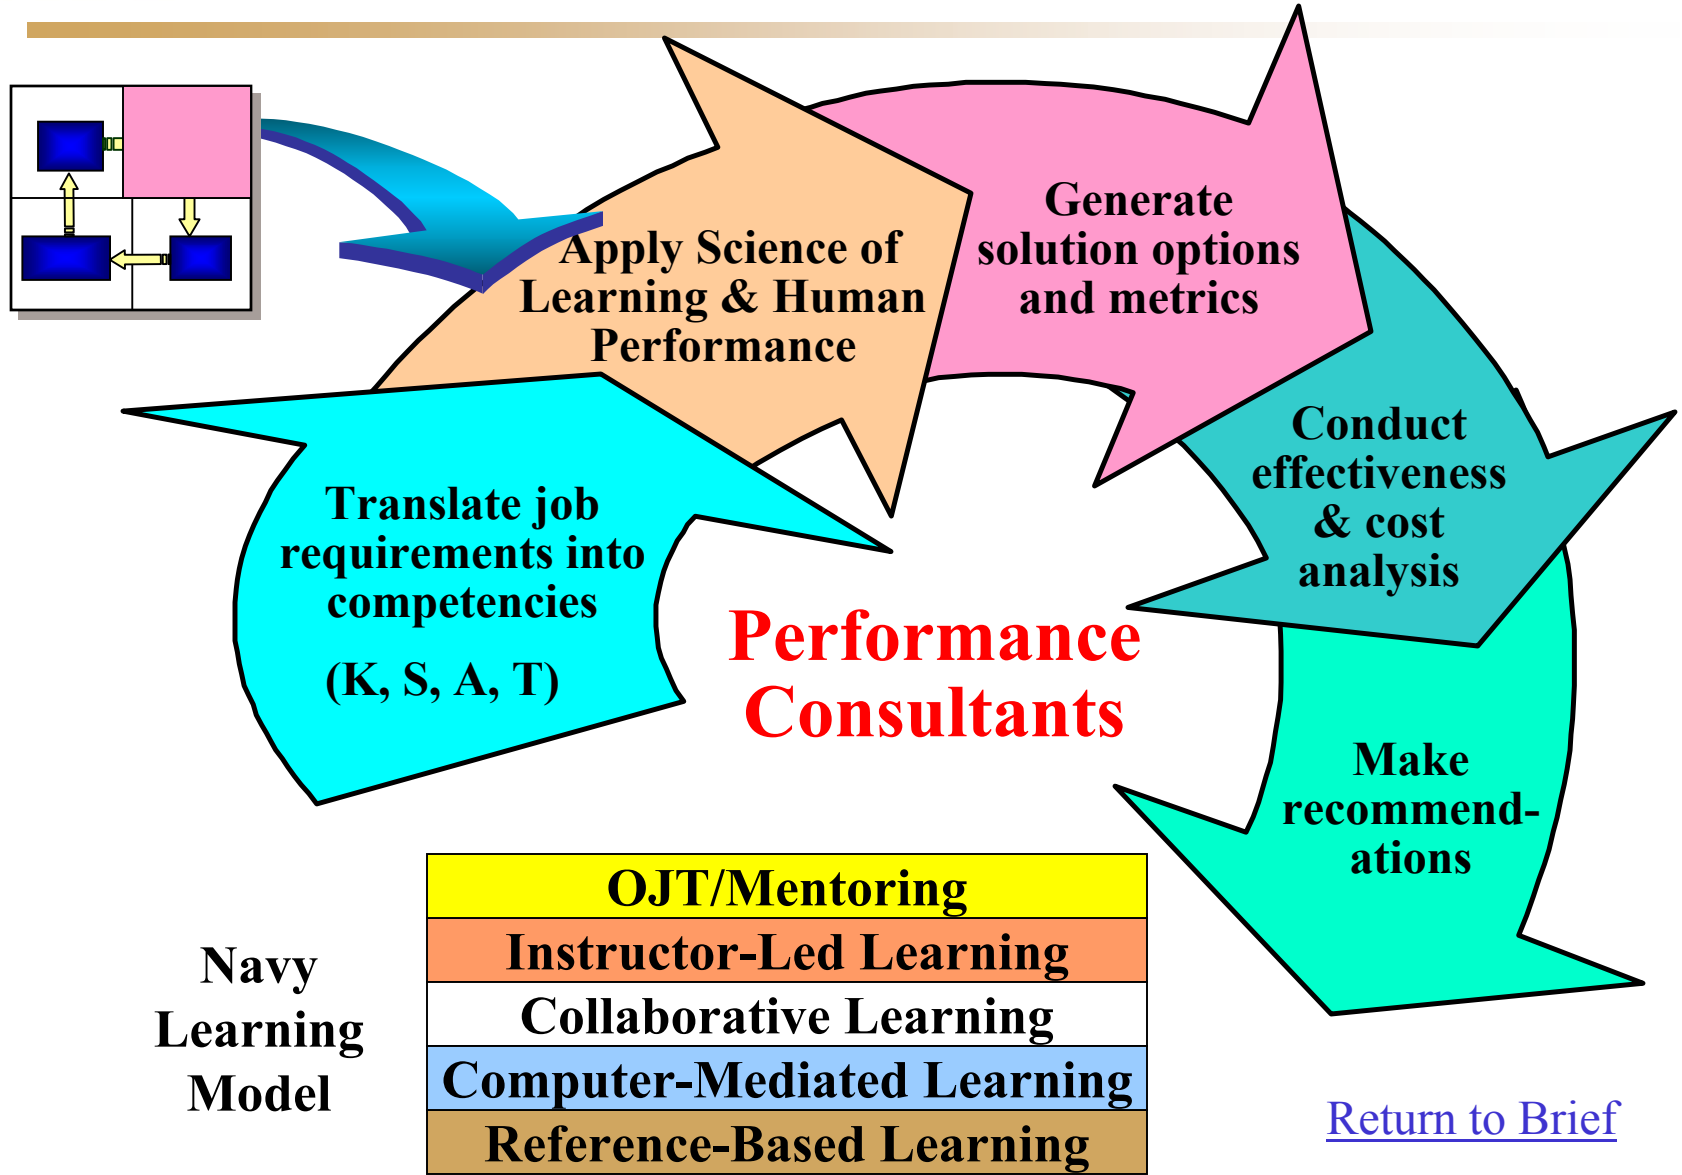 Generate
solution options
and metrics
Apply Science of
Learning & Human
Performance
Conduct
effectiveness
& cost
analysis
Translate job
requirements into
competencies
(K, S, A, T)
Performance
Consultants
Make
recommend-
ations
Navy
Learning
Model
OJT/Mentoring
Instructor-Led Learning
Collaborative Learning
Computer-Mediated Learning
Reference-Based Learning
Return to Brief